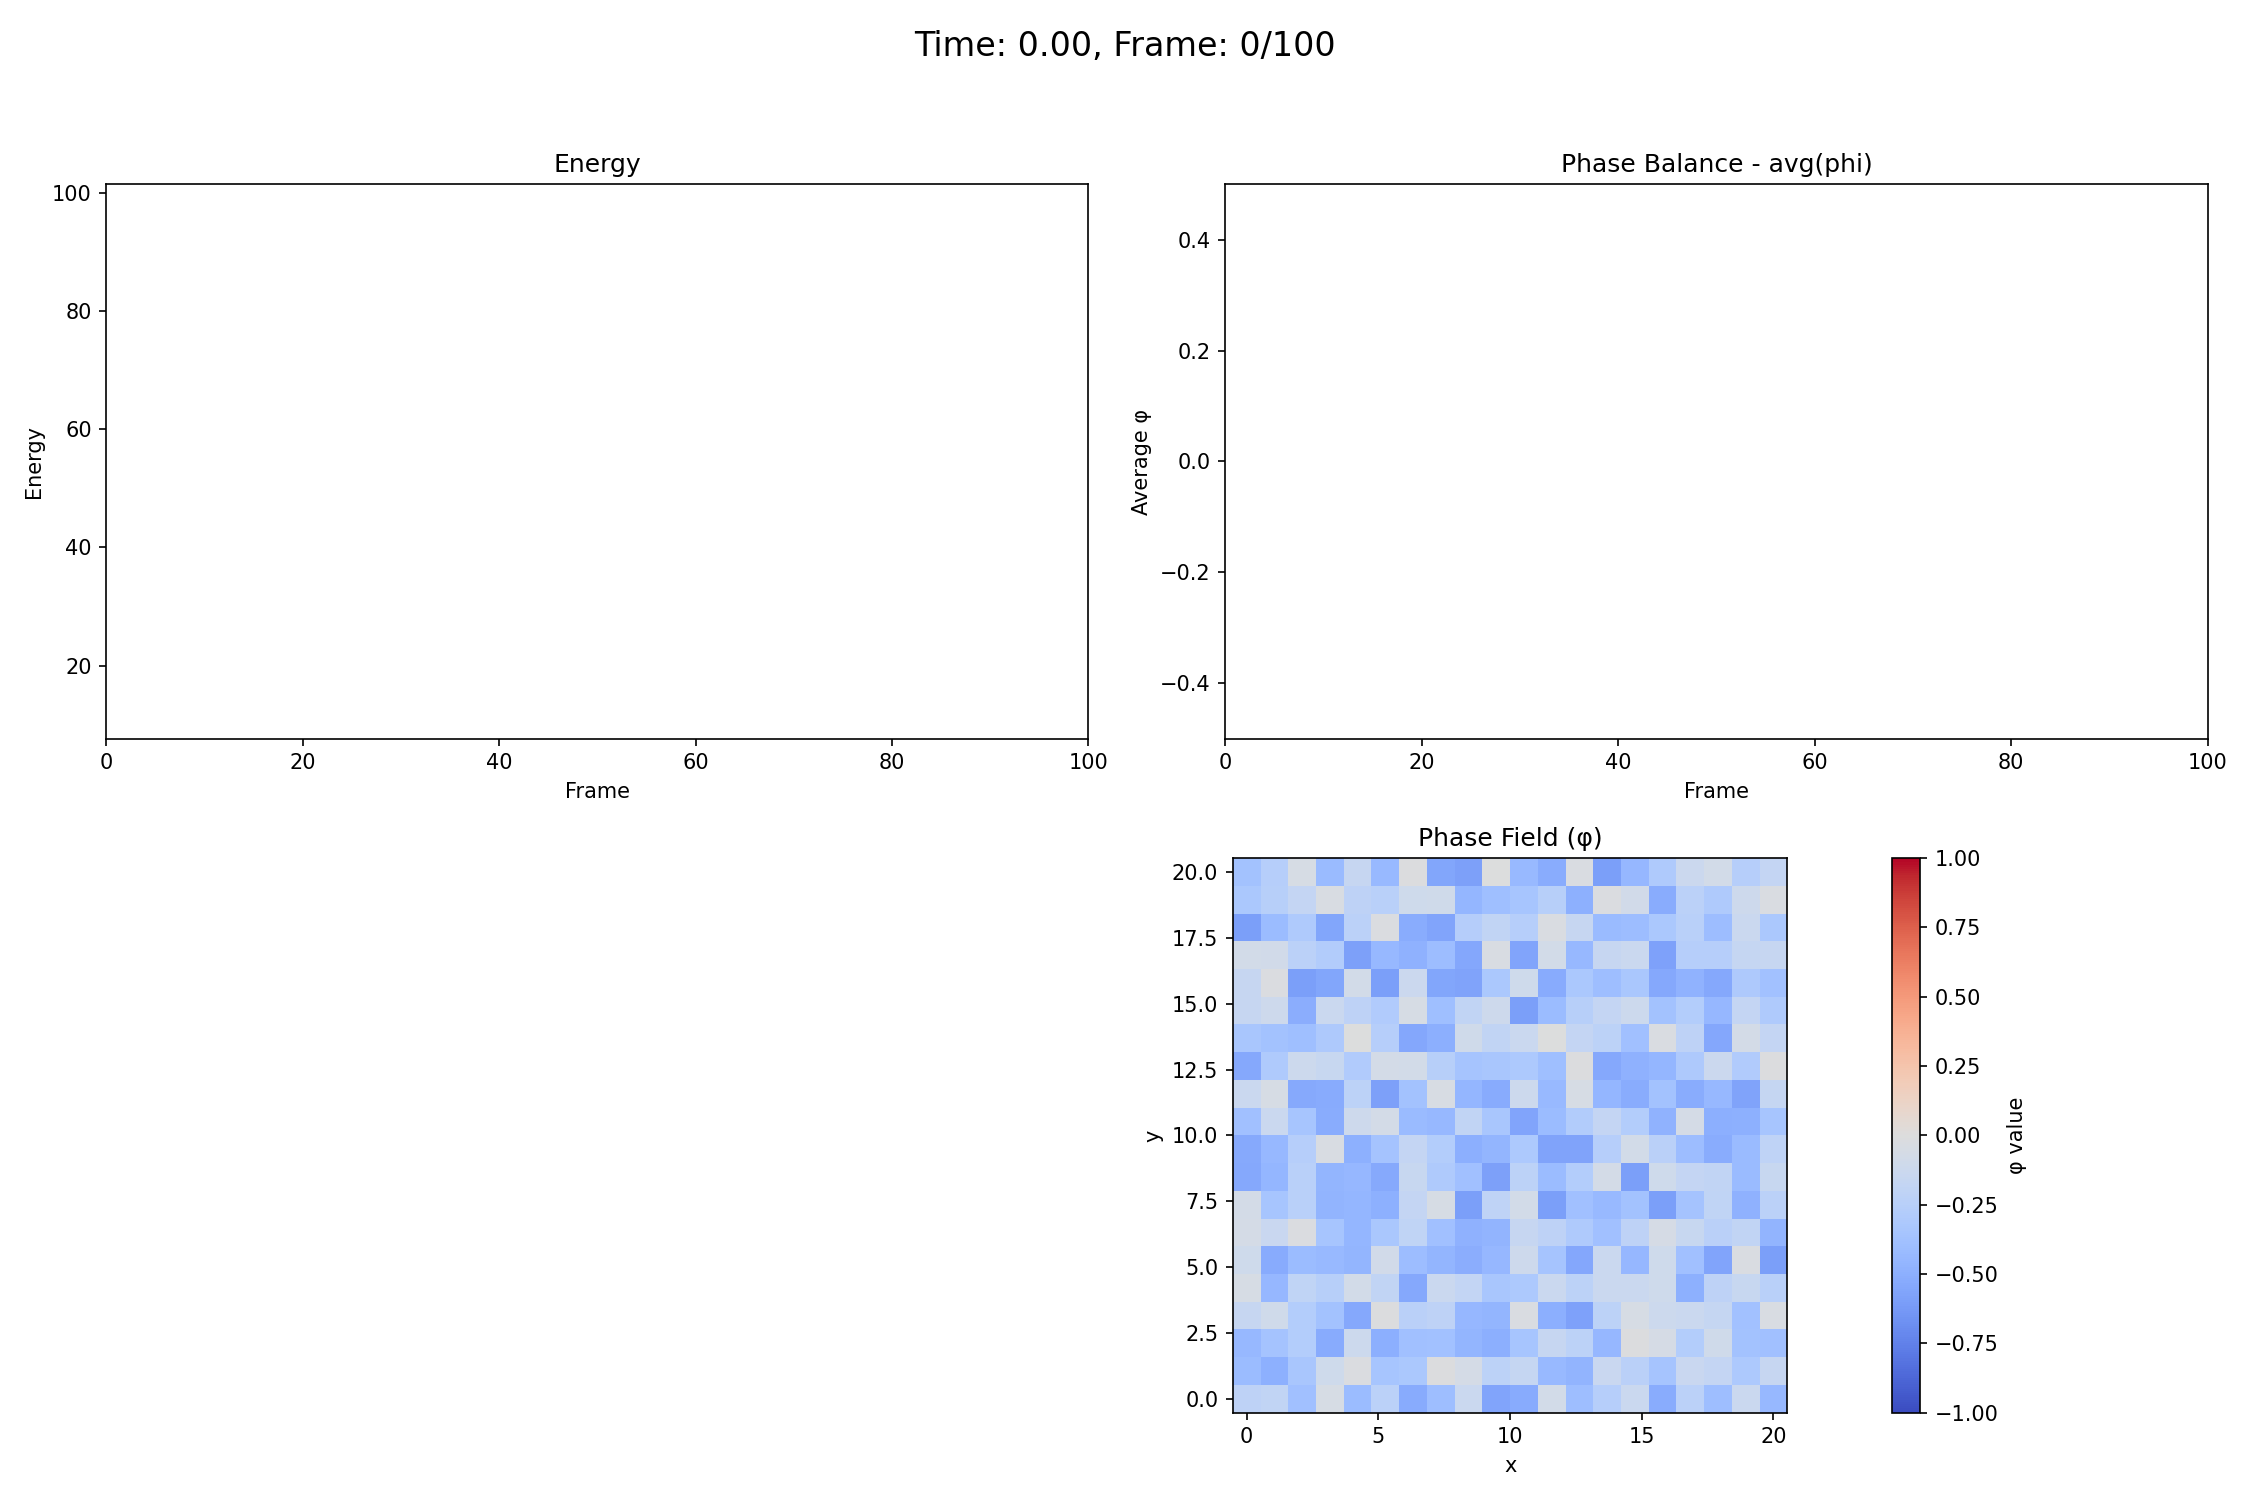 Time: 0.00, Frame: 0/100
Energy
100
80
60
40
20
Energy
0 20 40 60 80 100
Frame
Phase Balance - avg(phi)
0.4
0.2
0.0
−0.2
−0.4
Average φ
0 20 40 60 80 100
Frame
Phase Field (φ)
20.0
17.5
15.0
12.5
10.0
7.5
5.0
2.5
0.0
y
0 5 10 15 20
x
1.00
0.75
0.50
0.25
0.00
−0.25
−0.50
−0.75
−1.00
φ value